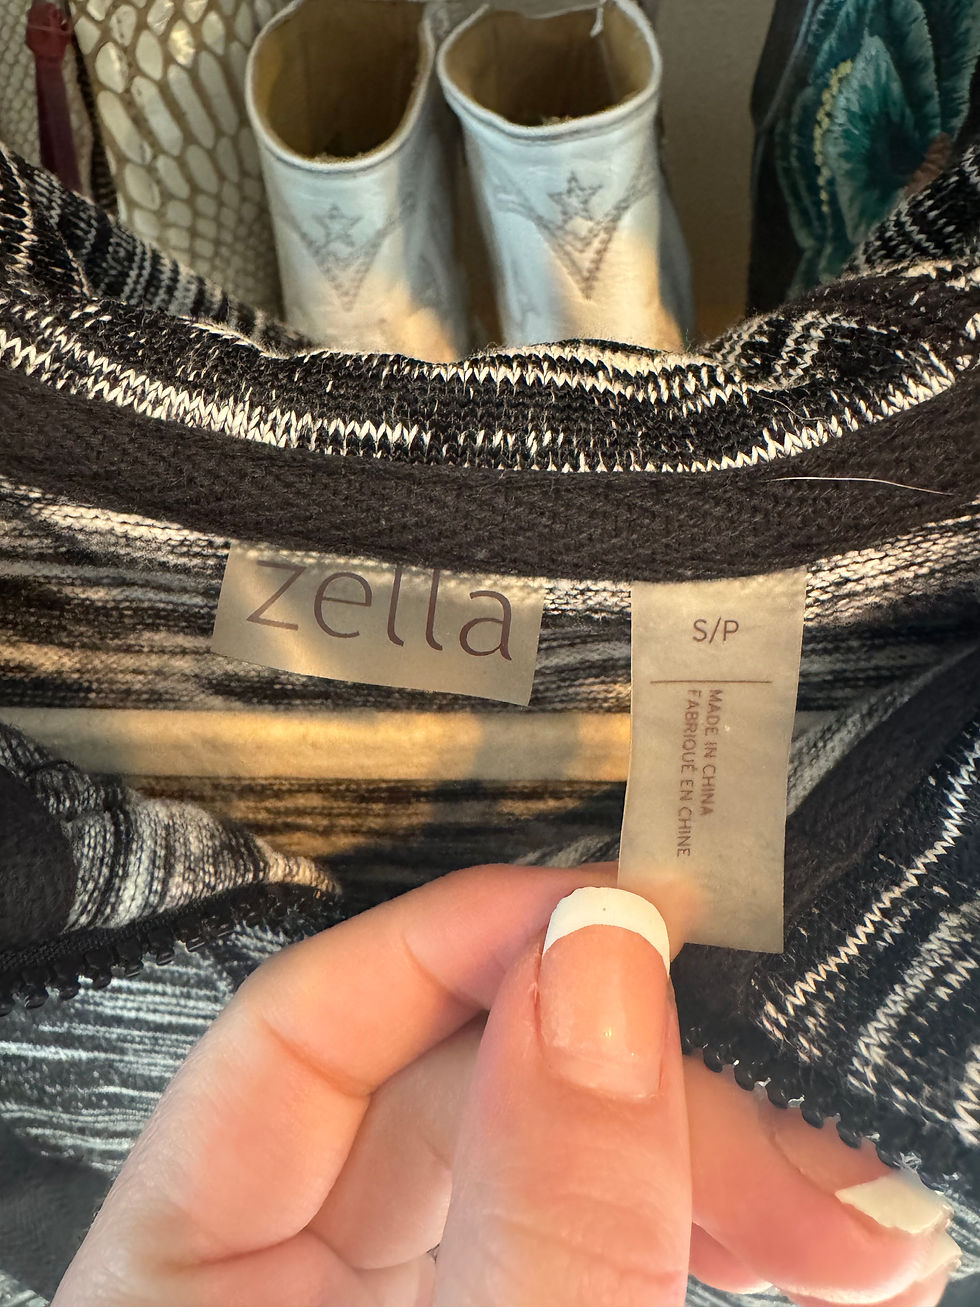 zella
S/P
MADE IN CHINA
FABRIQUÉ EN CHINE